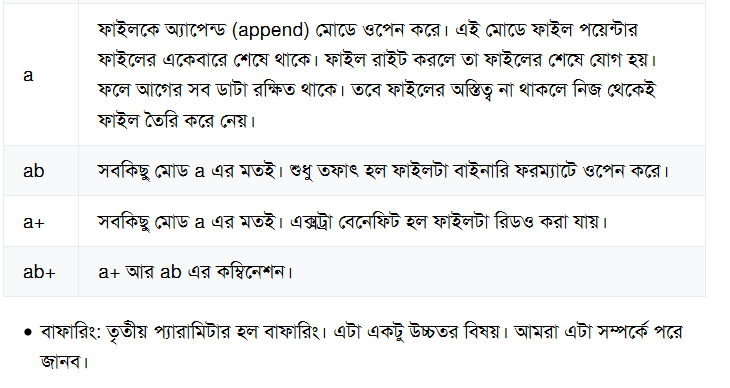 ফাইলকে অ্যাপেন্ড (append) মোডে ওপেন করে। এই মোডে ফাইল পয়েন্টার
ফাইলের একেবারে শেষে থাকে। ফাইল রাইট করলে তা ফাইলের শেষে যোগ হয়।
a
ফলে আগের সব ডাটা রক্ষিত থাকে। তবে ফাইলের অস্তিত্ব না থাকলে নিজ থেকেই
ফাইল তৈরি করে নেয়।
ab সবকিছু মোড a এর মতই। শুধু তফাৎ হল ফাইলটা বাইনারি ফরম্যাটে ওপেন করে।
a+ সবকিছু মোড a এর মতই। এক্সট্রা বেনেফিট হল ফাইলটা রিডও করা যায়।
ab+ a+ আর ab এর কম্বিনেশন।
• বাফারিং: তৃতীয় প্যারামিটার হল বাফারিং। এটা একটু উচ্চতর বিষয়। আমরা এটা সম্পর্কে পরে
জানব।